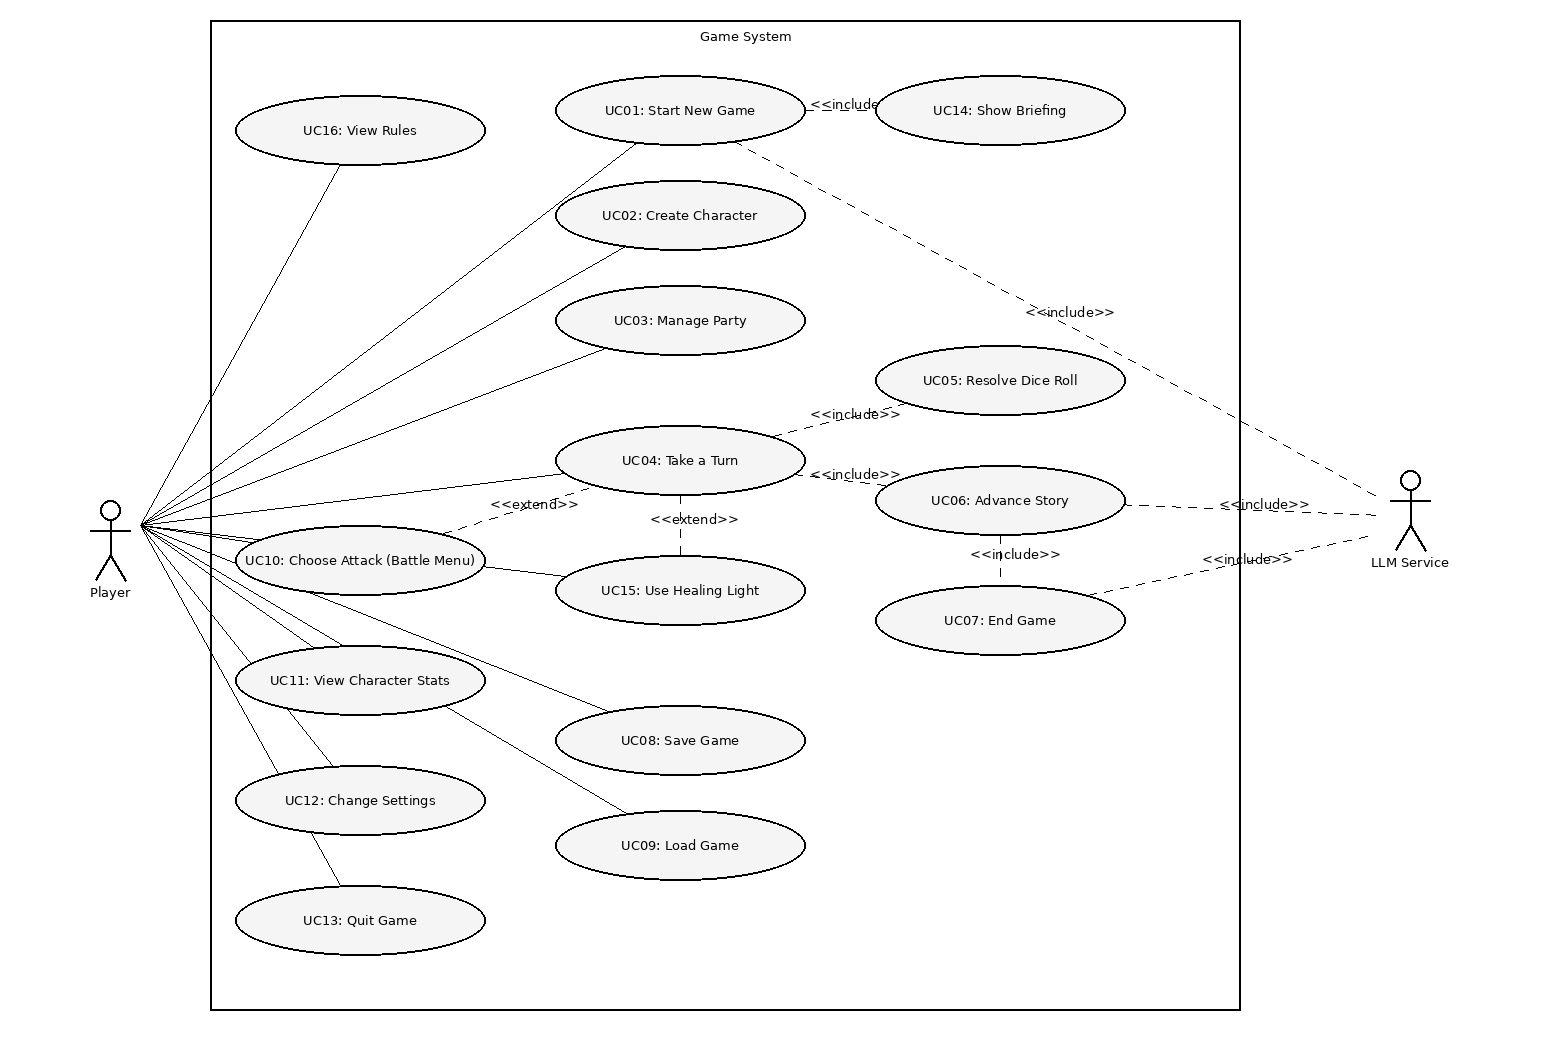 Game System
UC01: Start New Game
<<include
UC14: Show Briefing
UC16: View Rules
UC02: Create Character
<<include>>
UC03: Manage Party
UC05: Resolve Dice Roll
<<include>>
UC04: Take a Turn
<<include>>
UC06: Advance Story
<<extend>>
<<include>>
<<extend>>
<<include>>
UC10: Choose Attack (Battle Menu)
<<include>>
LLM Service
Player
UC15: Use Healing Light
UC07: End Game
UC11: View Character Stats
UC08: Save Game
UC12: Change Settings
UC09: Load Game
UC13: Quit Game